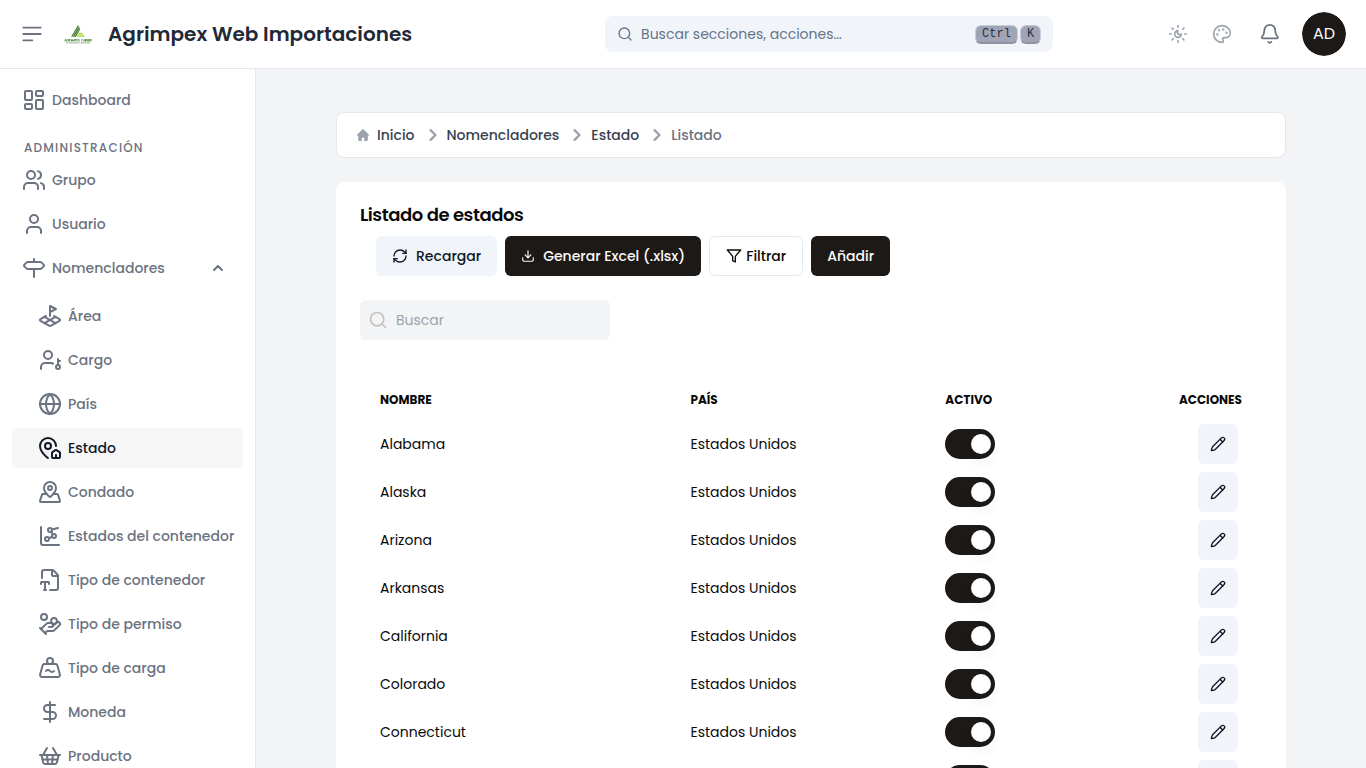 Agrimpex Web Importaciones
Buscar secciones, acciones…
Ctrl K
AD
Dashboard
ADMINISTRACIÓN
Grupo
Usuario
Nomencladores
Área
Cargo
País
Estado
Condado
Estados del contenedor
Tipo de contenedor
Tipo de permiso
Tipo de carga
Moneda
Producto
Inicio Nomencladores Estado Listado
Listado de estados
Recargar Generar Excel (.xlsx) Filtrar Añadir
Buscar
NOMBRE PAÍS ACTIVO ACCIONES
Alabama Estados Unidos
Alaska Estados Unidos
Arizona Estados Unidos
Arkansas Estados Unidos
California Estados Unidos
Colorado Estados Unidos
Connecticut Estados Unidos